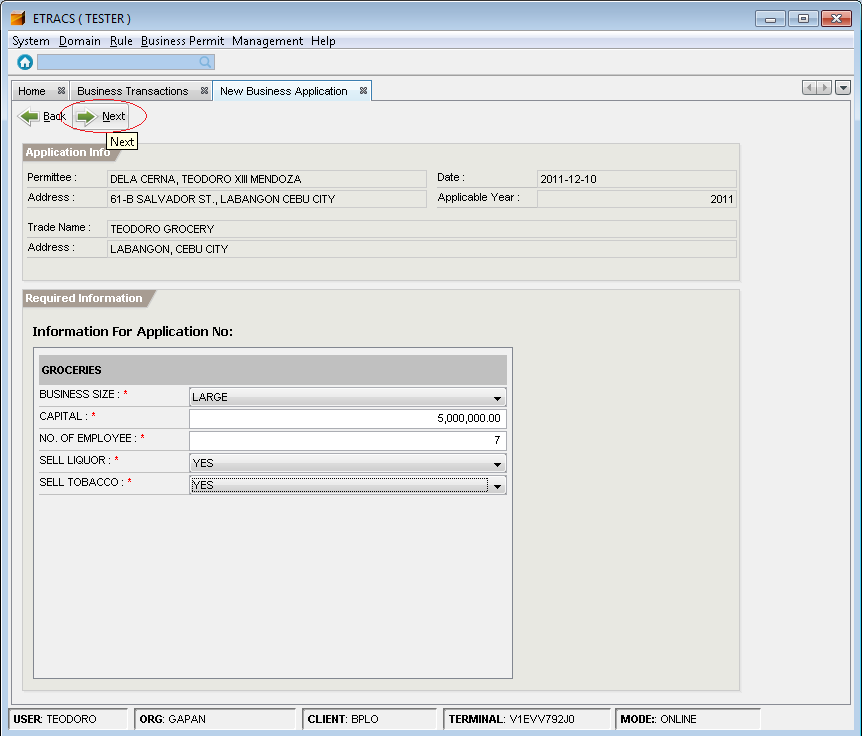 ETRACS ( TESTER )
System Domain Rule Business Permit Management Help
Home Business Transactions New Business Application
Back Next
Next
Application Info
Permittee : DELA CERNA, TEODORO XIII MENDOZA Date : 2011-12-10
Address : 61-B SALVADOR ST., LABANGON CEBU CITY Applicable Year : 2011
Trade Name : TEODORO GROCERY
Address : LABANGON, CEBU CITY
Required Information
Information For Application No:
GROCERIES
BUSINESS SIZE : * LARGE
CAPITAL : * 5,000,000.00
NO. OF EMPLOYEE : * 7
SELL LIQUOR : * YES
SELL TOBACCO : * YES
USER: TEODORO ORG: GAPAN CLIENT: BPLO TERMINAL: V1EVV792J0 MODE:: ONLINE